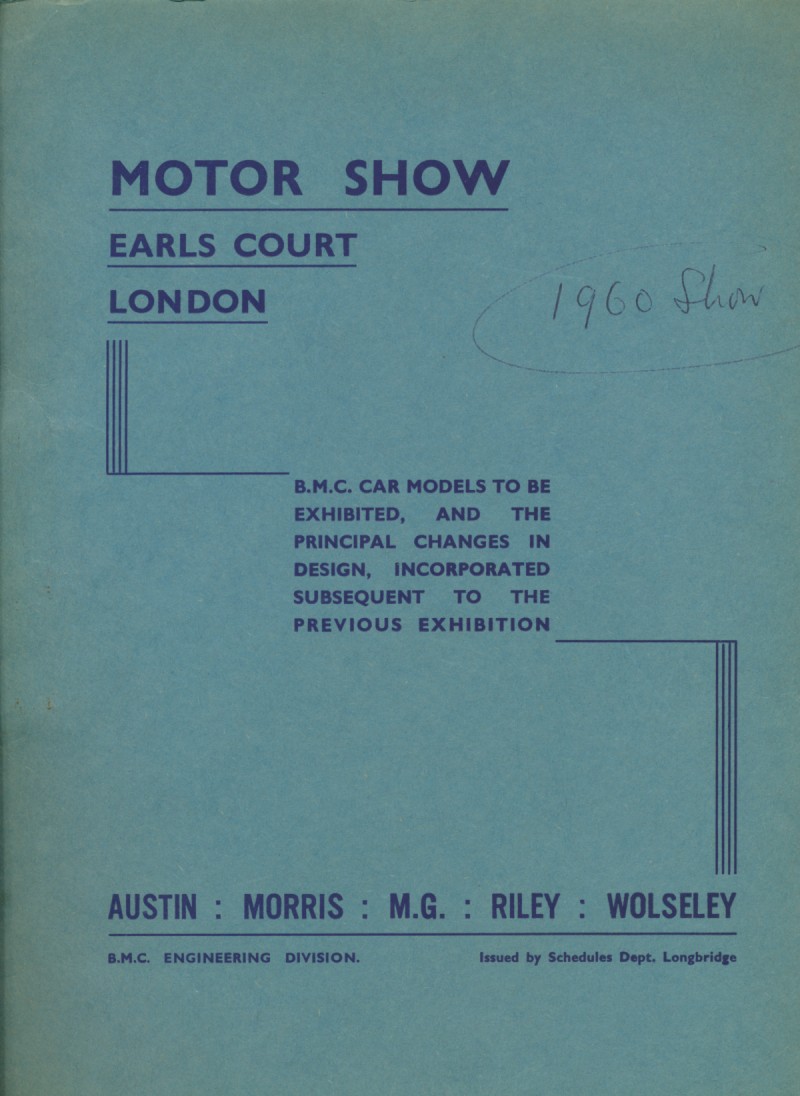 MOTOR SHOW
EARLS COURT
LONDON
1960 Show
B.M.C. CAR MODELS TO BE
EXHIBITED, AND THE
PRINCIPAL CHANGES IN
DESIGN, INCORPORATED
SUBSEQUENT TO THE
PREVIOUS EXHIBITION
AUSTIN : MORRIS : M.G. : RILEY : WOLSELEY
B.M.C. ENGINEERING DIVISION. Issued by Schedules Dept. Longbridge